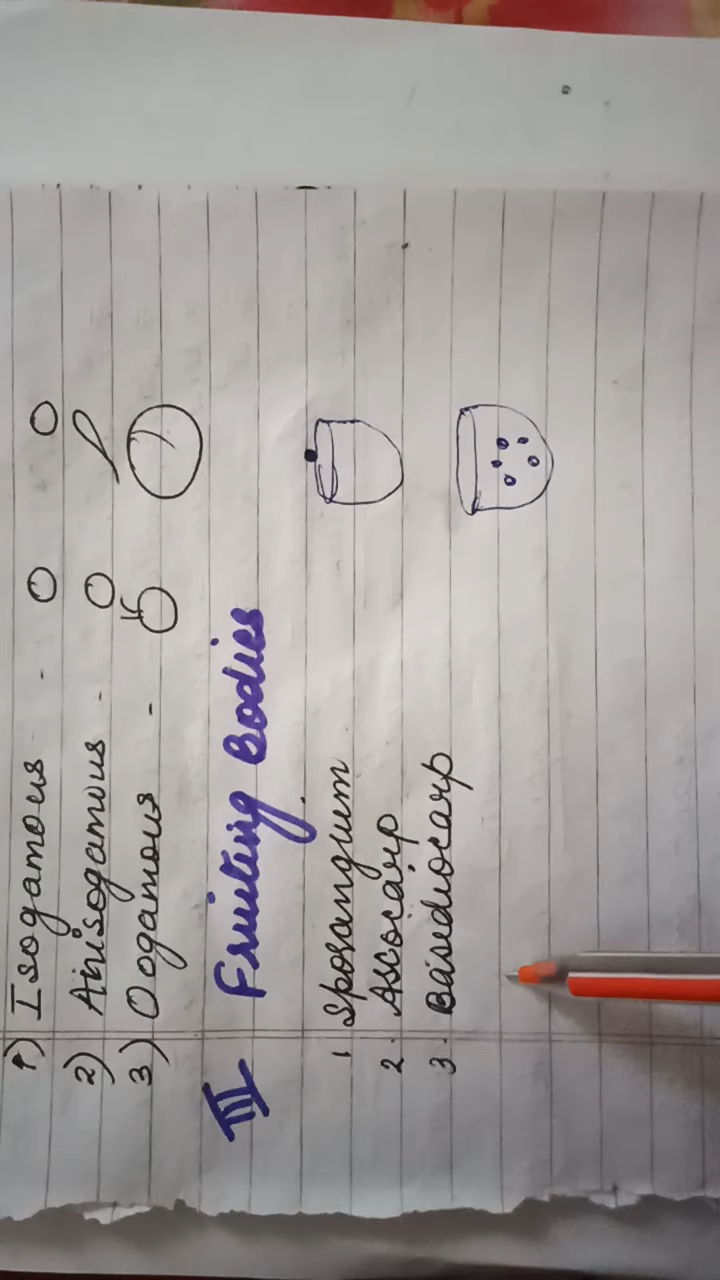 1) Isogamous -
2) Anisogamous -
3) Oogamous -
III Fruiting Bodies
1. Sporangium
2. Ascocarp
3. Basidiocarp